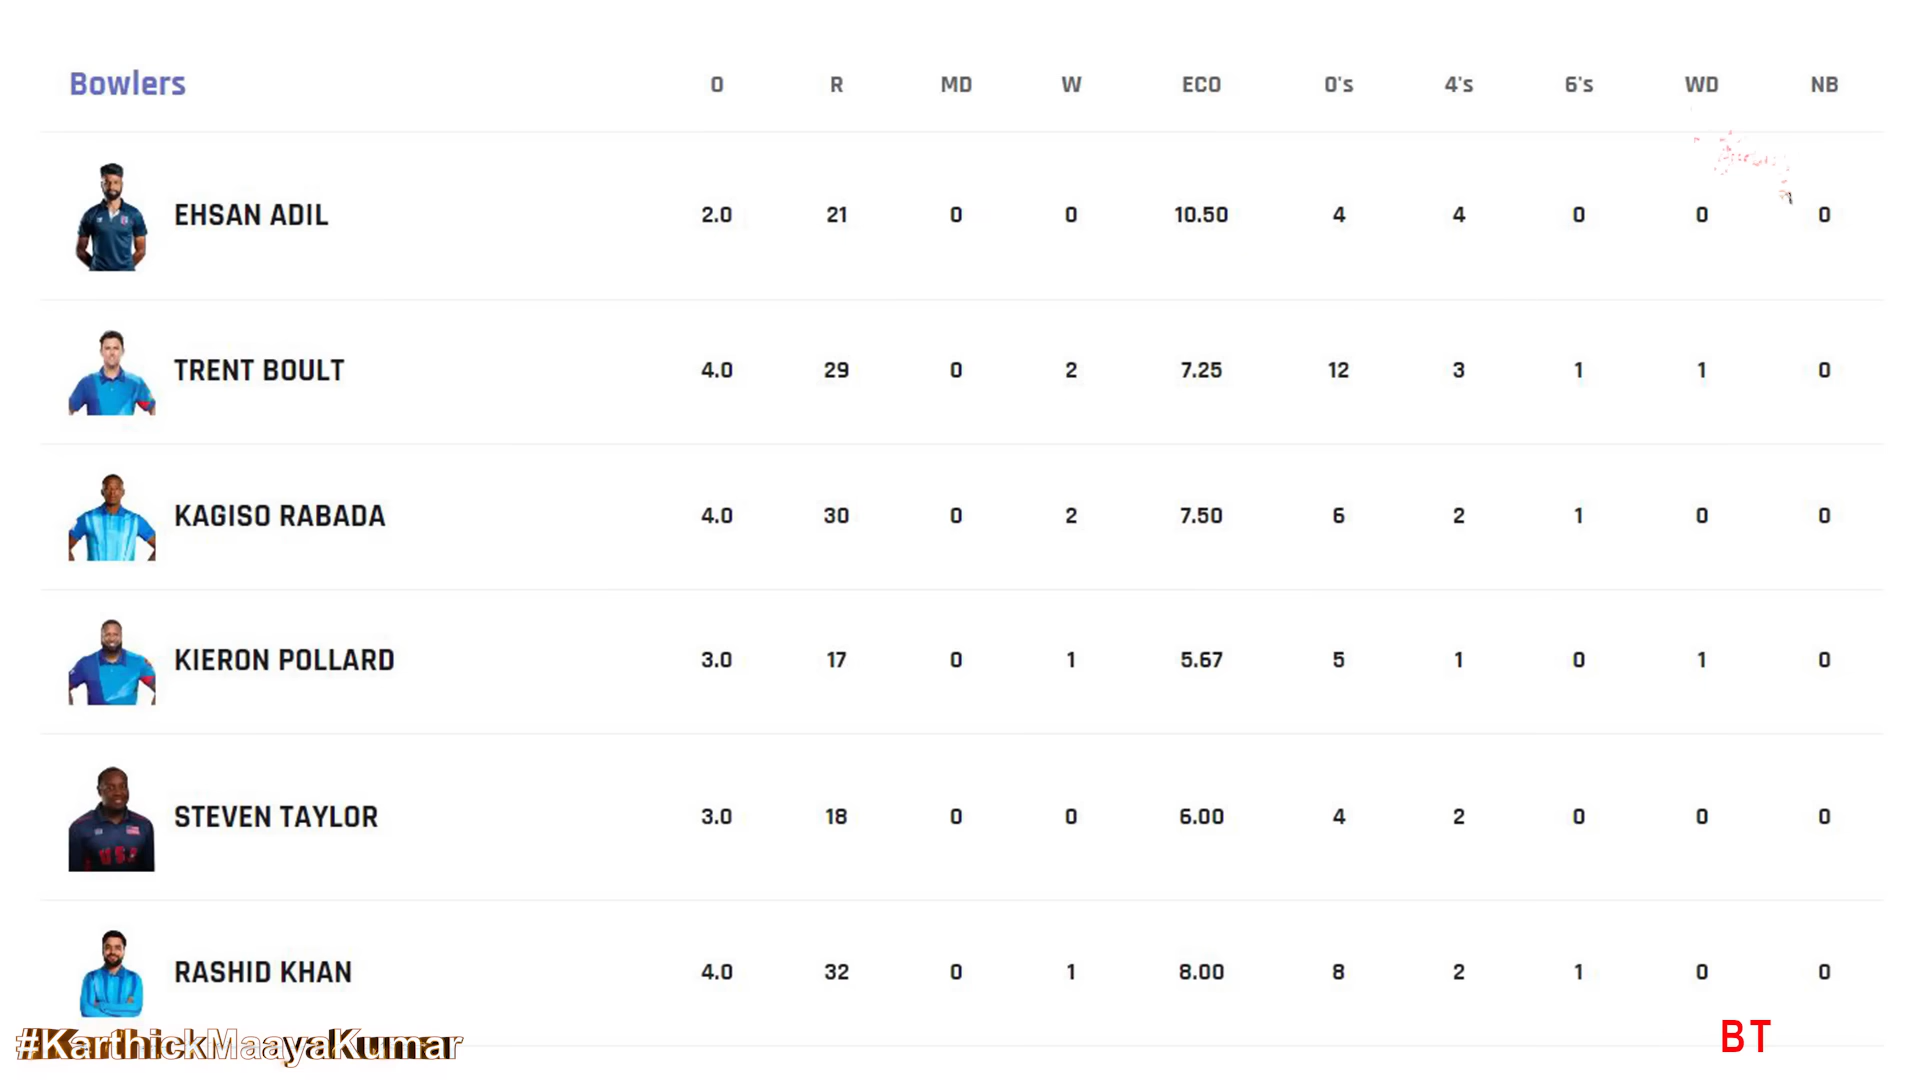 Bowlers O R MD W ECO 0's 4's 6's WD NB
EHSAN ADIL 2.0 21 0 0 10.50 4 4 0 0 0
TRENT BOULT 4.0 29 0 2 7.25 12 3 1 1 0
KAGISO RABADA 4.0 30 0 2 7.50 6 2 1 0 0
KIERON POLLARD 3.0 17 0 1 5.67 5 1 0 1 0
STEVEN TAYLOR 3.0 18 0 0 6.00 4 2 0 0 0
RASHID KHAN 4.0 32 0 1 8.00 8 2 1 0 0
#KarthickMaayaKumar
BT